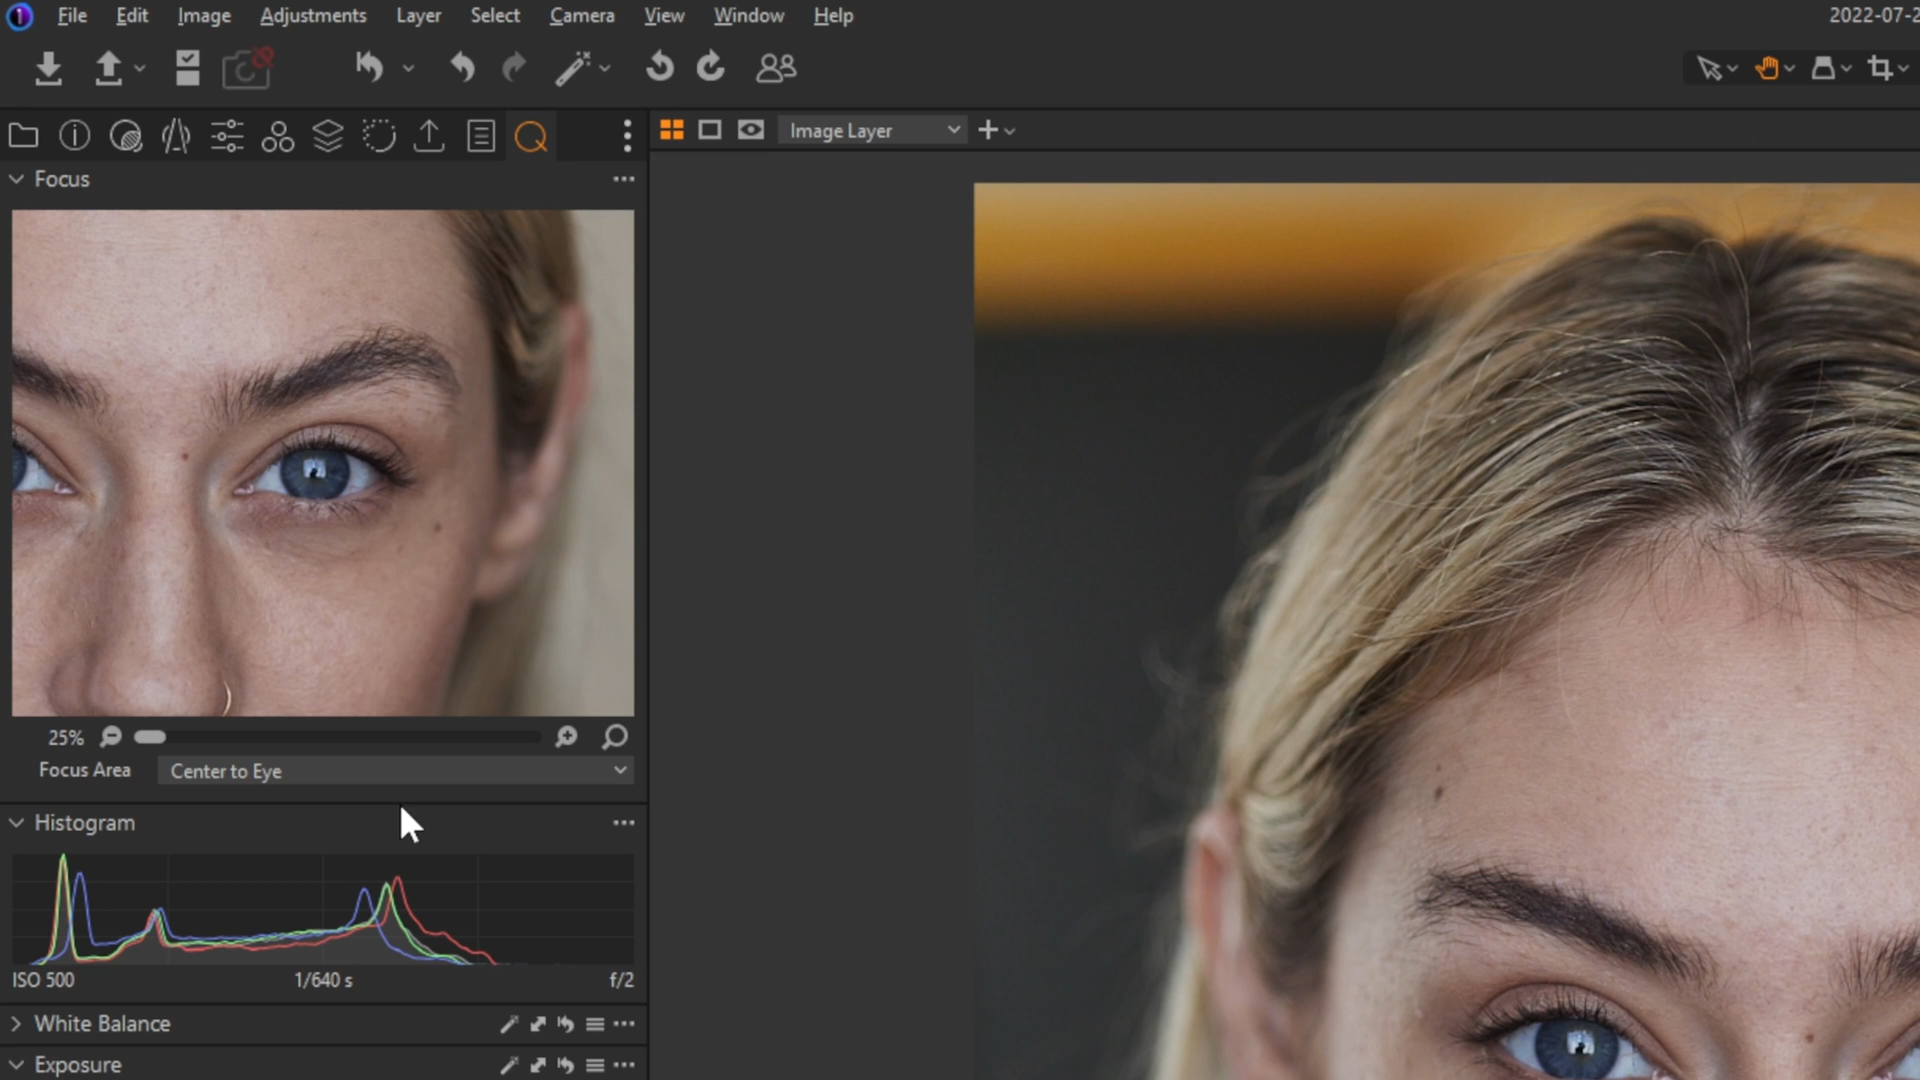 File Edit Image Adjustments Layer Select Camera View Window Help
2022-07-2
Image Layer
Focus
25%
Focus Area Center to Eye
Histogram
ISO 500 1/640 s f/2
White Balance
Exposure